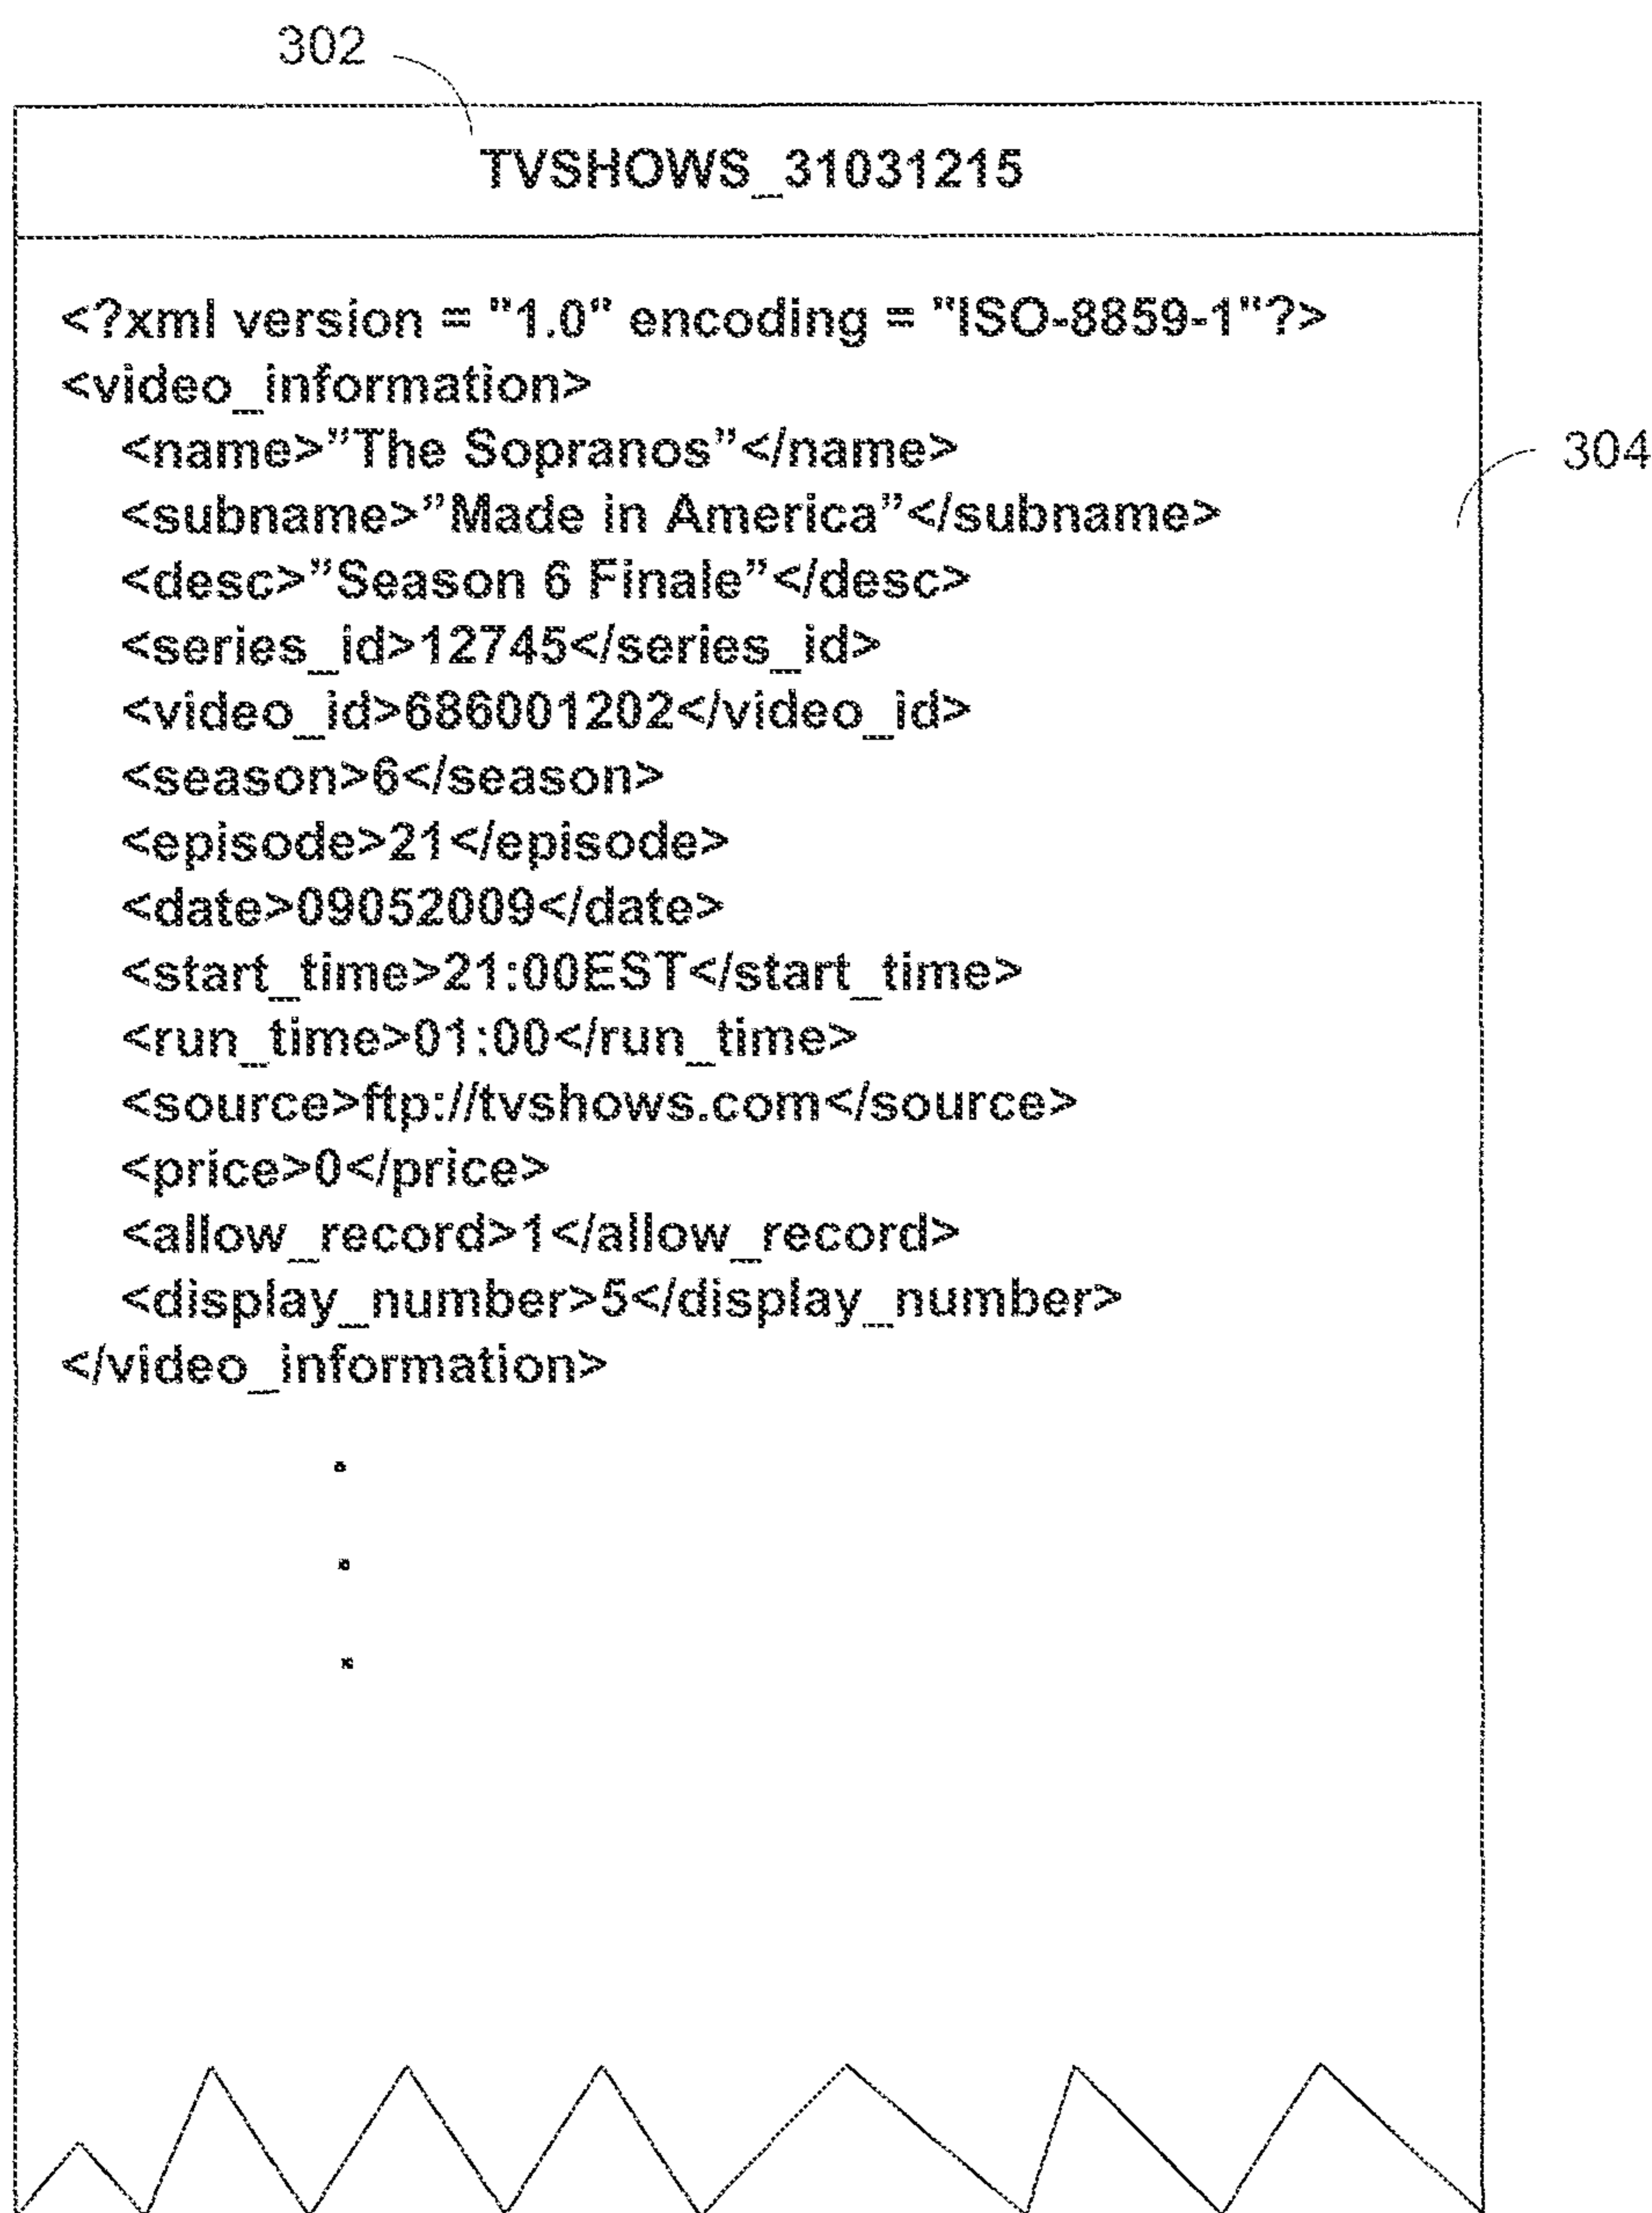 302
TVSHOWS_31031215
<?xml version = "1.0" encoding = "ISO-8859-1"?>
<video_information>
<name>”The Sopranos”</name>
304
<subname>”Made in America”</subname>
<desc>”Season 6 Finale”</desc>
<series_id>12745</series_id>
<video_id>686001202</video_id>
<season>6</season>
<episode>21</episode>
<date>09052009</date>
<start_time>21:00EST</start_time>
<run_time>01:00</run_time>
<source>ftp://tvshows.com</source>
<price>0</price>
<allow_record>1</allow_record>
<display_number>5</display_number>
</video_information>